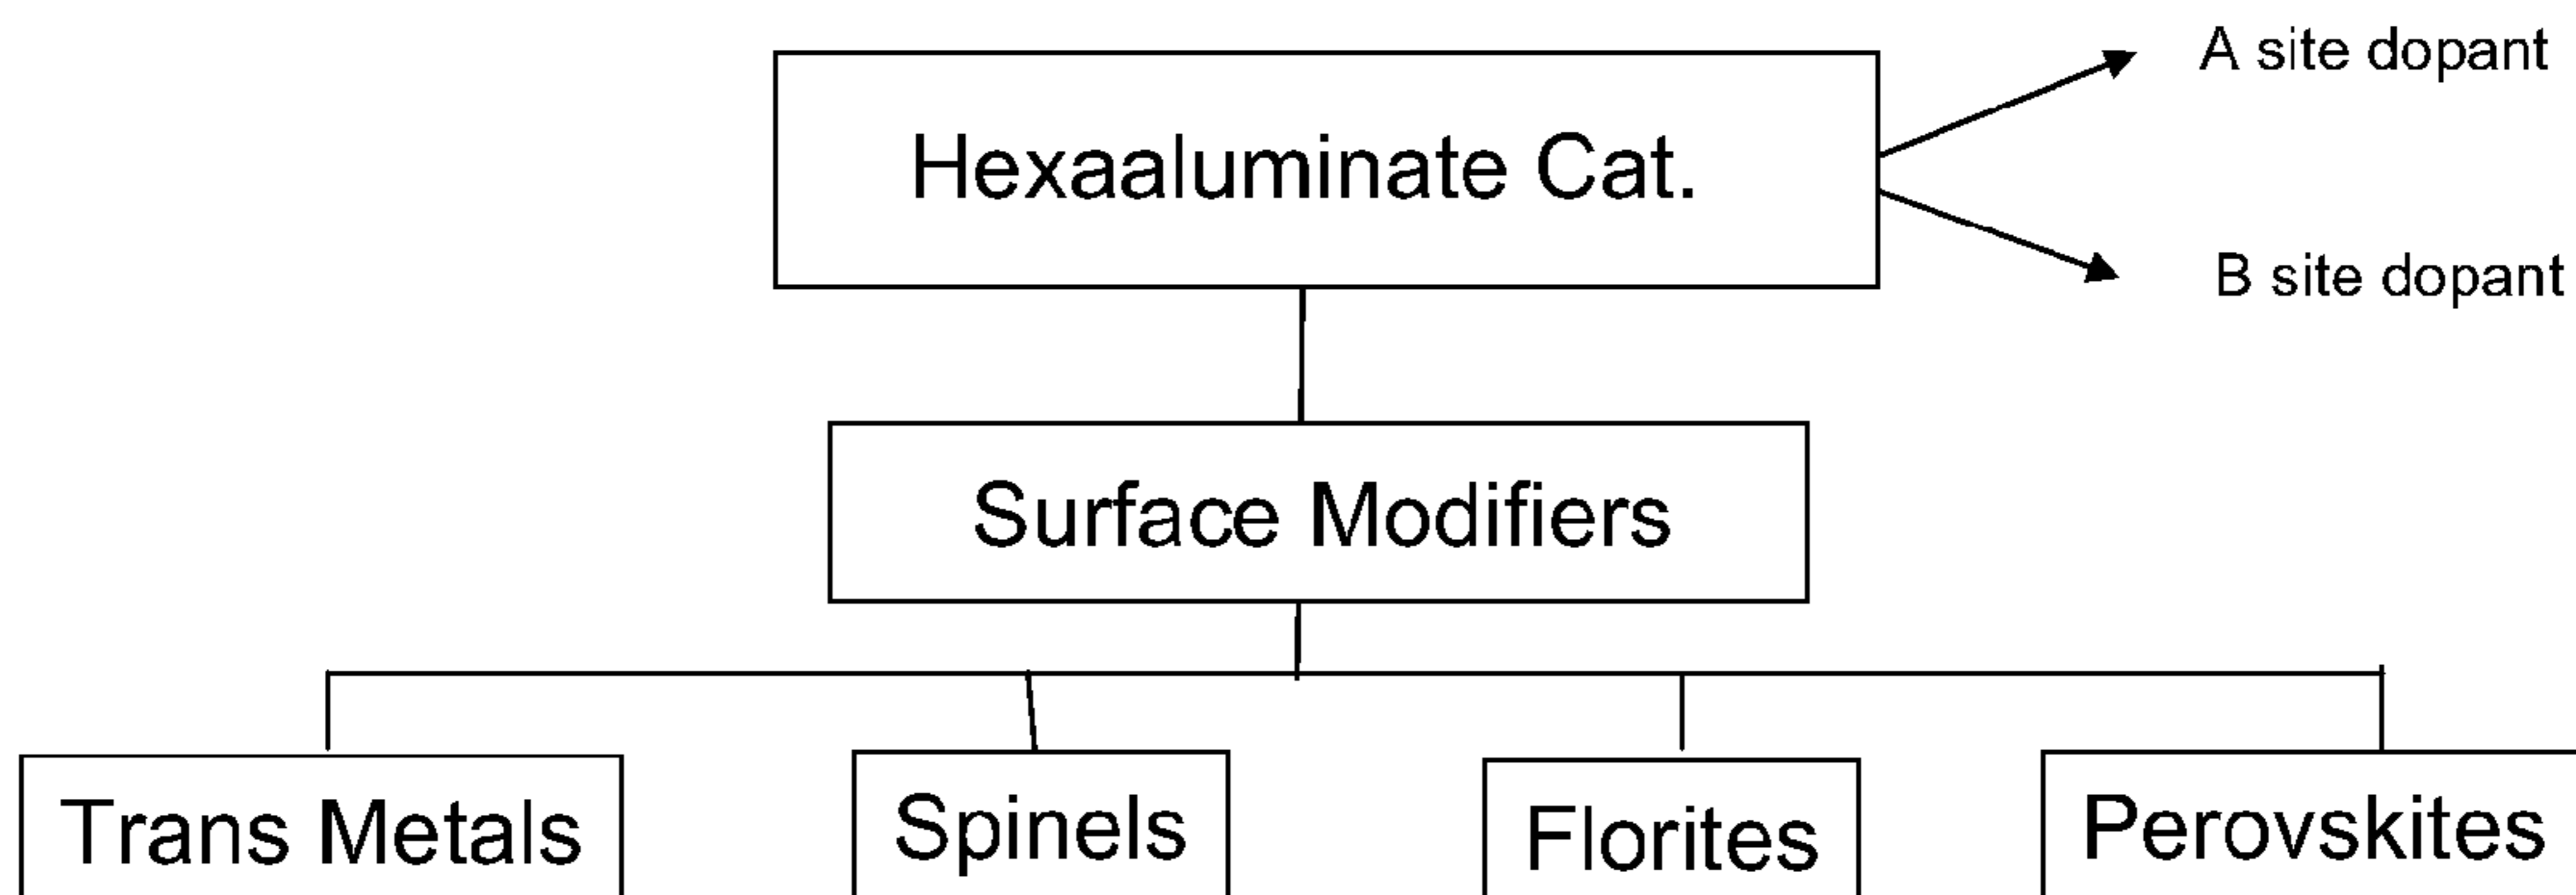 A site dopant
Hexaaluminate Cat.
B site dopant
Surface Modifiers
Trans Metals
Spinels
Florites
Perovskites